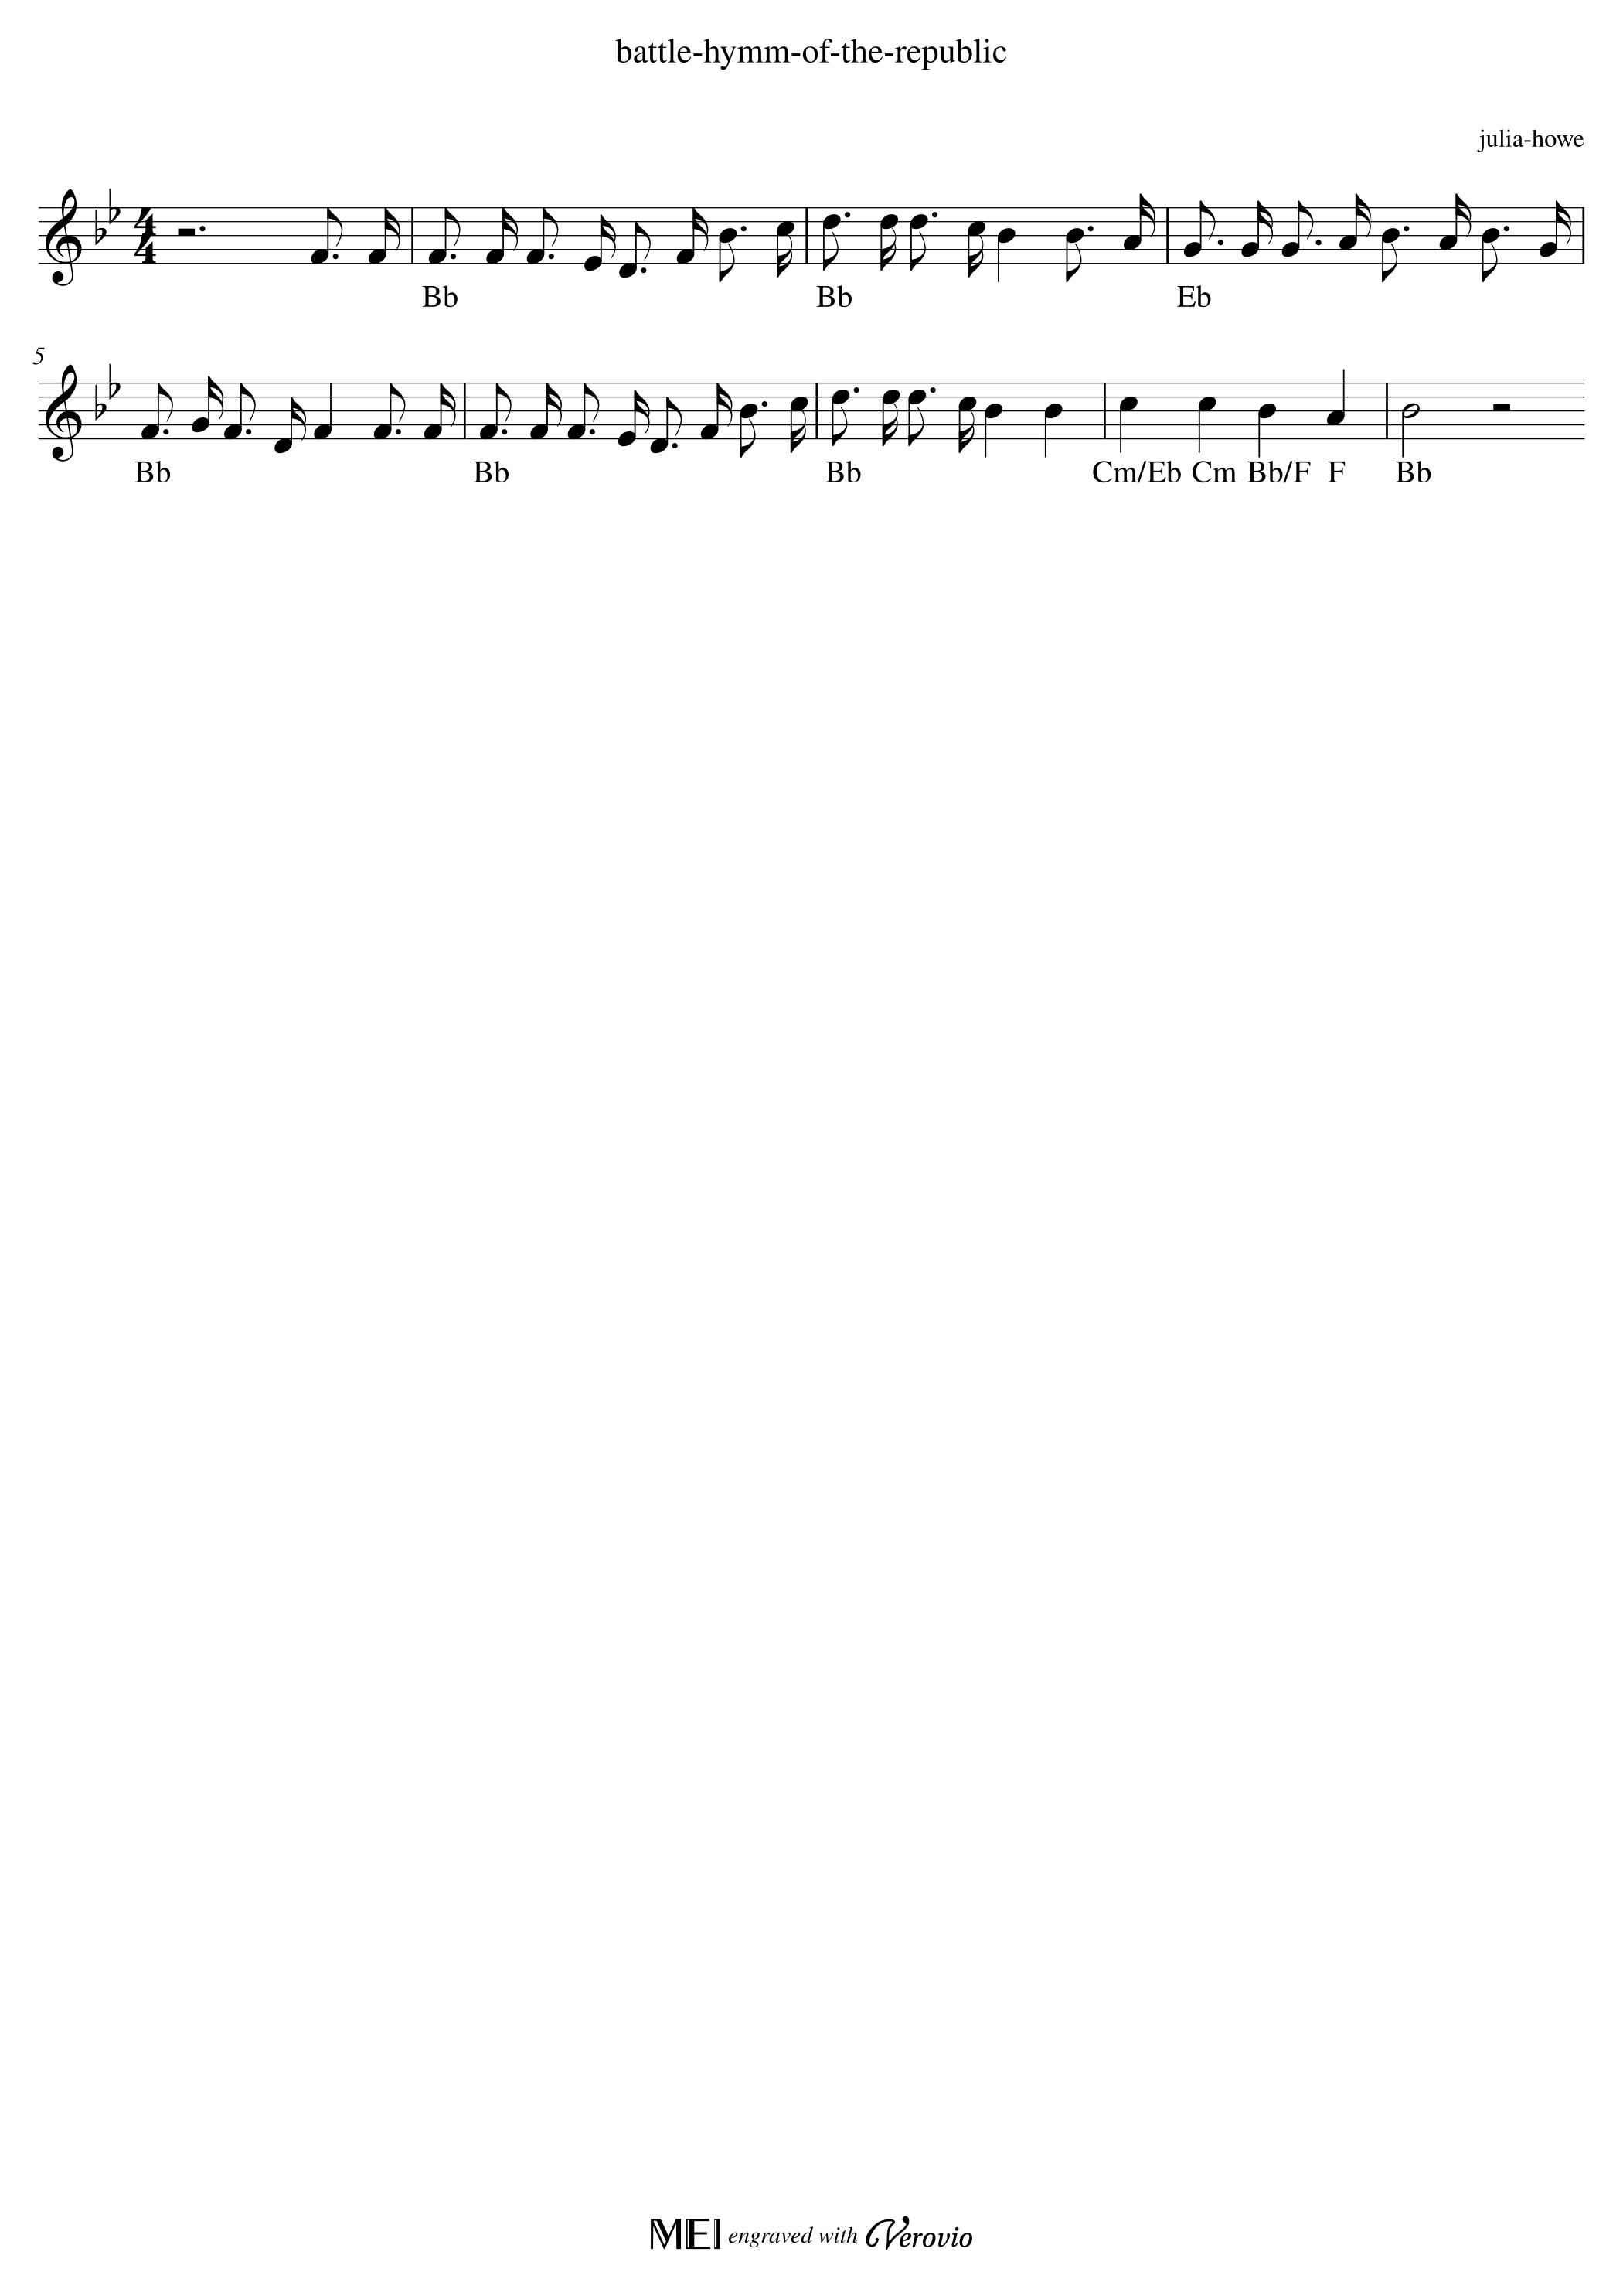 battle-hymm-of-the-republic
julia-howe
4 4
Bb Bb Eb
5
Bb Bb Bb Cm/Eb Cm Bb/F F Bb
MEI engraved with Verovio